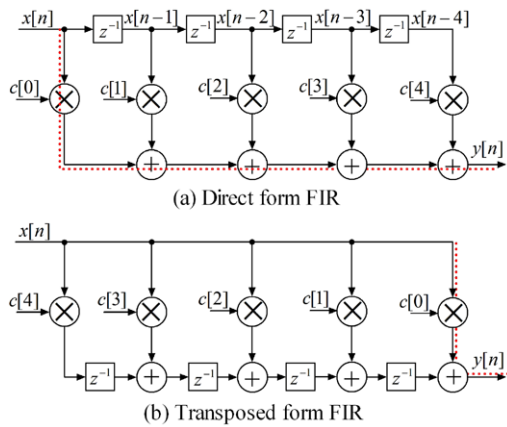 x[n] z⁻¹ x[n−1] z⁻¹ x[n−2] z⁻¹ x[n−3] z⁻¹ x[n−4]
c[0] c[1] c[2] c[3] c[4]
y[n]
(a) Direct form FIR
x[n]
c[4] c[3] c[2] c[1] c[0]
z⁻¹ z⁻¹ z⁻¹ z⁻¹ y[n]
(b) Transposed form FIR